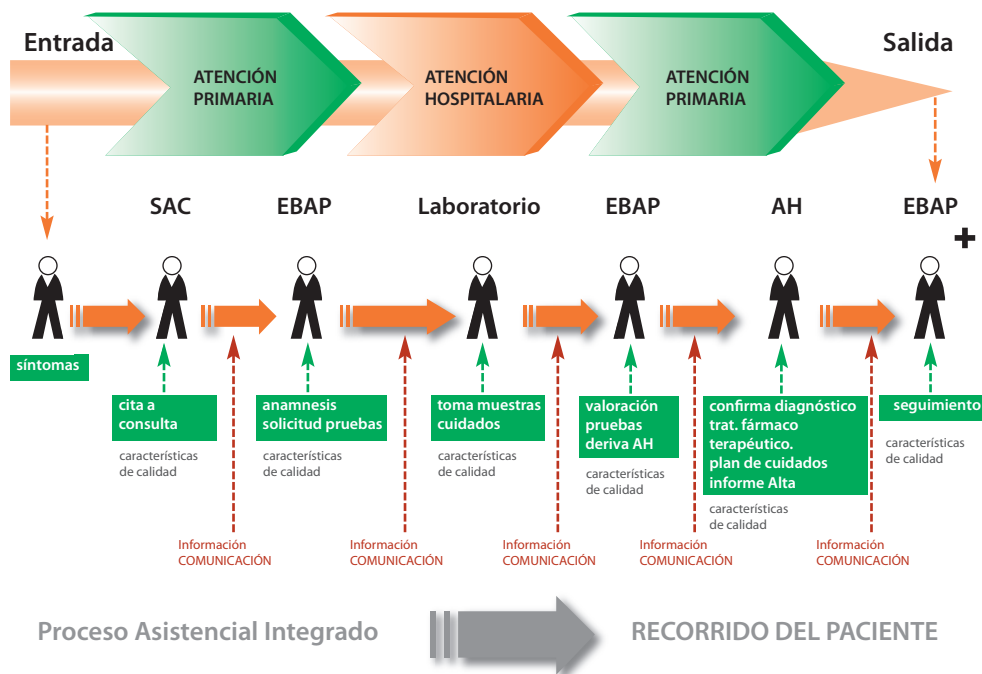 Entrada
Salida
ATENCIÓN
PRIMARIA
ATENCIÓN
HOSPITALARIA
ATENCIÓN
PRIMARIA
SAC
EBAP
Laboratorio
EBAP
AH
EBAP
+
síntomas
cita a
consulta
características
de calidad
anamnesis
solicitud pruebas
características
de calidad
toma muestras
cuidados
características
de calidad
valoración
pruebas
deriva AH
características
de calidad
confirma diagnóstico
trat. fármaco
terapéutico.
plan de cuidados
informe Alta
características
de calidad
seguimiento
características
de calidad
Información
COMUNICACIÓN
Información
COMUNICACIÓN
Información
COMUNICACIÓN
Información
COMUNICACIÓN
Información
COMUNICACIÓN
Proceso Asistencial Integrado
RECORRIDO DEL PACIENTE